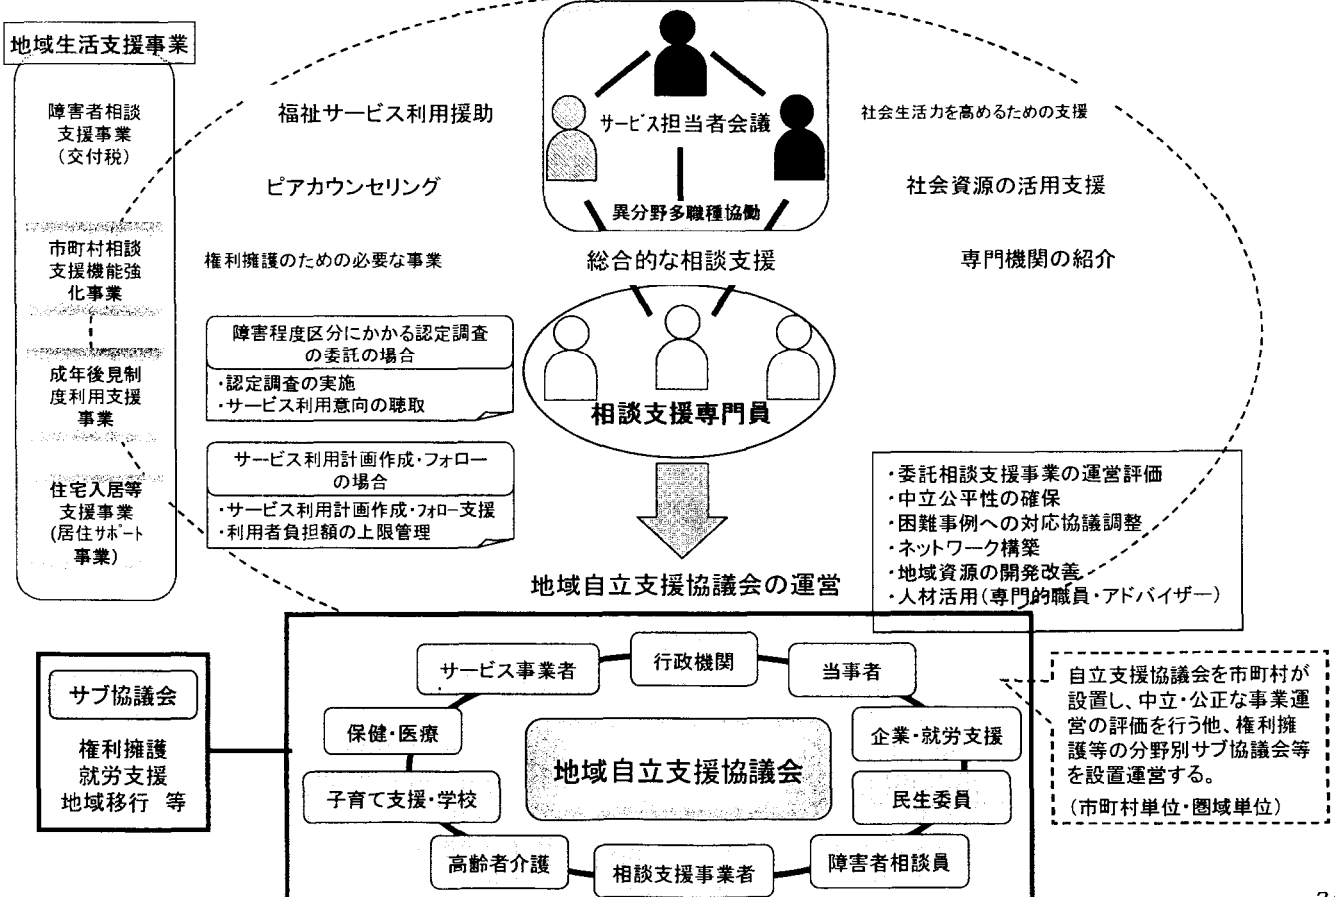 地域生活支援事業
障害者相談
支援事業
(交付税)
市町村相談
支援機能強
化事業
成年後見制
度利用支援
事業
住宅入居等
支援事業
(居住サポート
事業)
福祉サービス利用援助
ピアカウンセリング
権利擁護のための必要な事業
サービス担当者会議
異分野多職種協働
総合的な相談支援
社会生活力を高めるための支援
社会資源の活用支援
専門機関の紹介
障害程度区分にかかる認定調査
の委託の場合
・認定調査の実施
・サービス利用意向の聴取
サービス利用計画作成・フォロー
の場合
・サービス利用計画作成・フォロー支援
・利用者負担額の上限管理
相談支援専門員
・委託相談支援事業の運営評価
・中立公平性の確保
・困難事例への対応協議調整
・ネットワーク構築
・地域資源の開発改善
・人材活用(専門的職員・アドバイザー)
地域自立支援協議会の運営
サブ協議会
権利擁護
就労支援
地域移行 等
サービス事業者
行政機関
当事者
保健・医療
企業・就労支援
地域自立支援協議会
子育て支援・学校
民生委員
高齢者介護
相談支援事業者
障害者相談員
自立支援協議会を市町村が
設置し、中立・公正な事業運
営の評価を行う他、権利擁
護等の分野別サブ協議会等
を設置運営する。
(市町村単位・圏域単位)